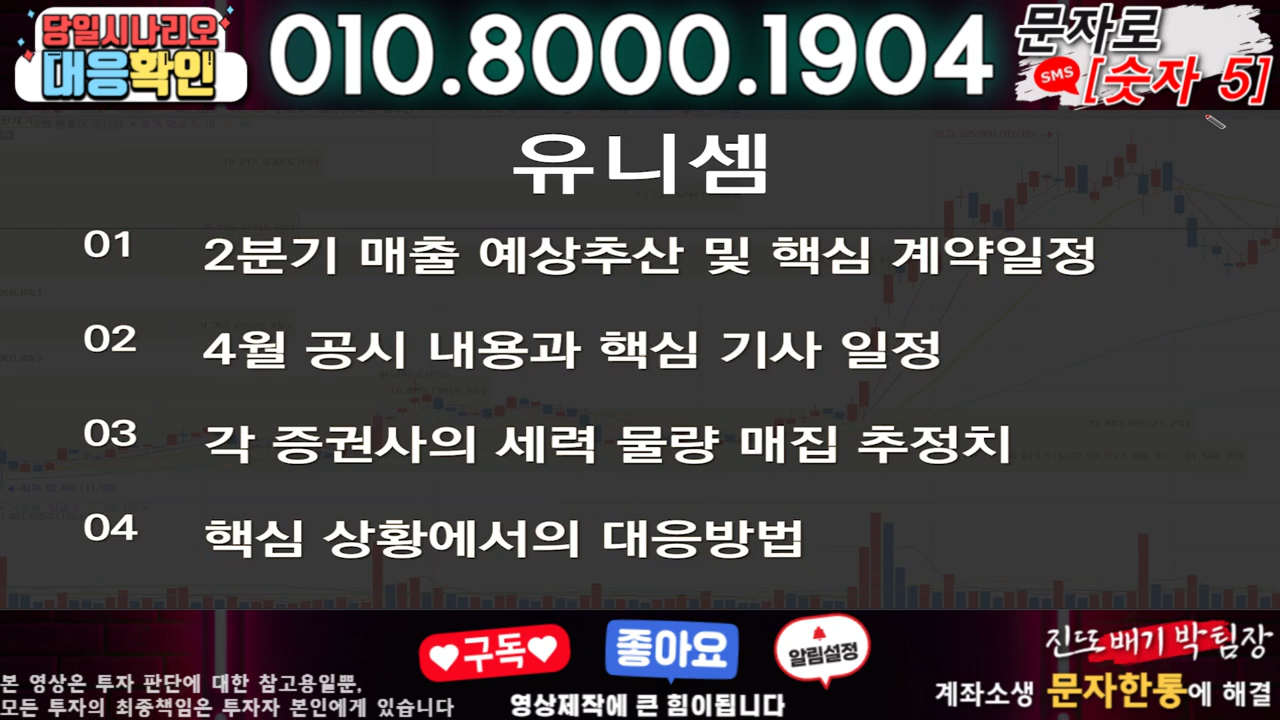 당일시나리오
대응확인
010.8000.1904
문자로
SMS
[숫자 5]
유니셈
01 2분기 매출 예상추산 및 핵심 계약일정
02 4월 공시 내용과 핵심 기사 일정
03 각 증권사의 세력 물량 매집 추정치
04 핵심 상황에서의 대응방법
구독
좋아요
알림설정
영상제작에 큰 힘이됩니다
본 영상은 투자 판단에 대한 참고용일뿐,
모든 투자의 최종책임은 투자자 본인에게 있습니다
진또배기 박팀장
계좌소생 문자한통에 해결